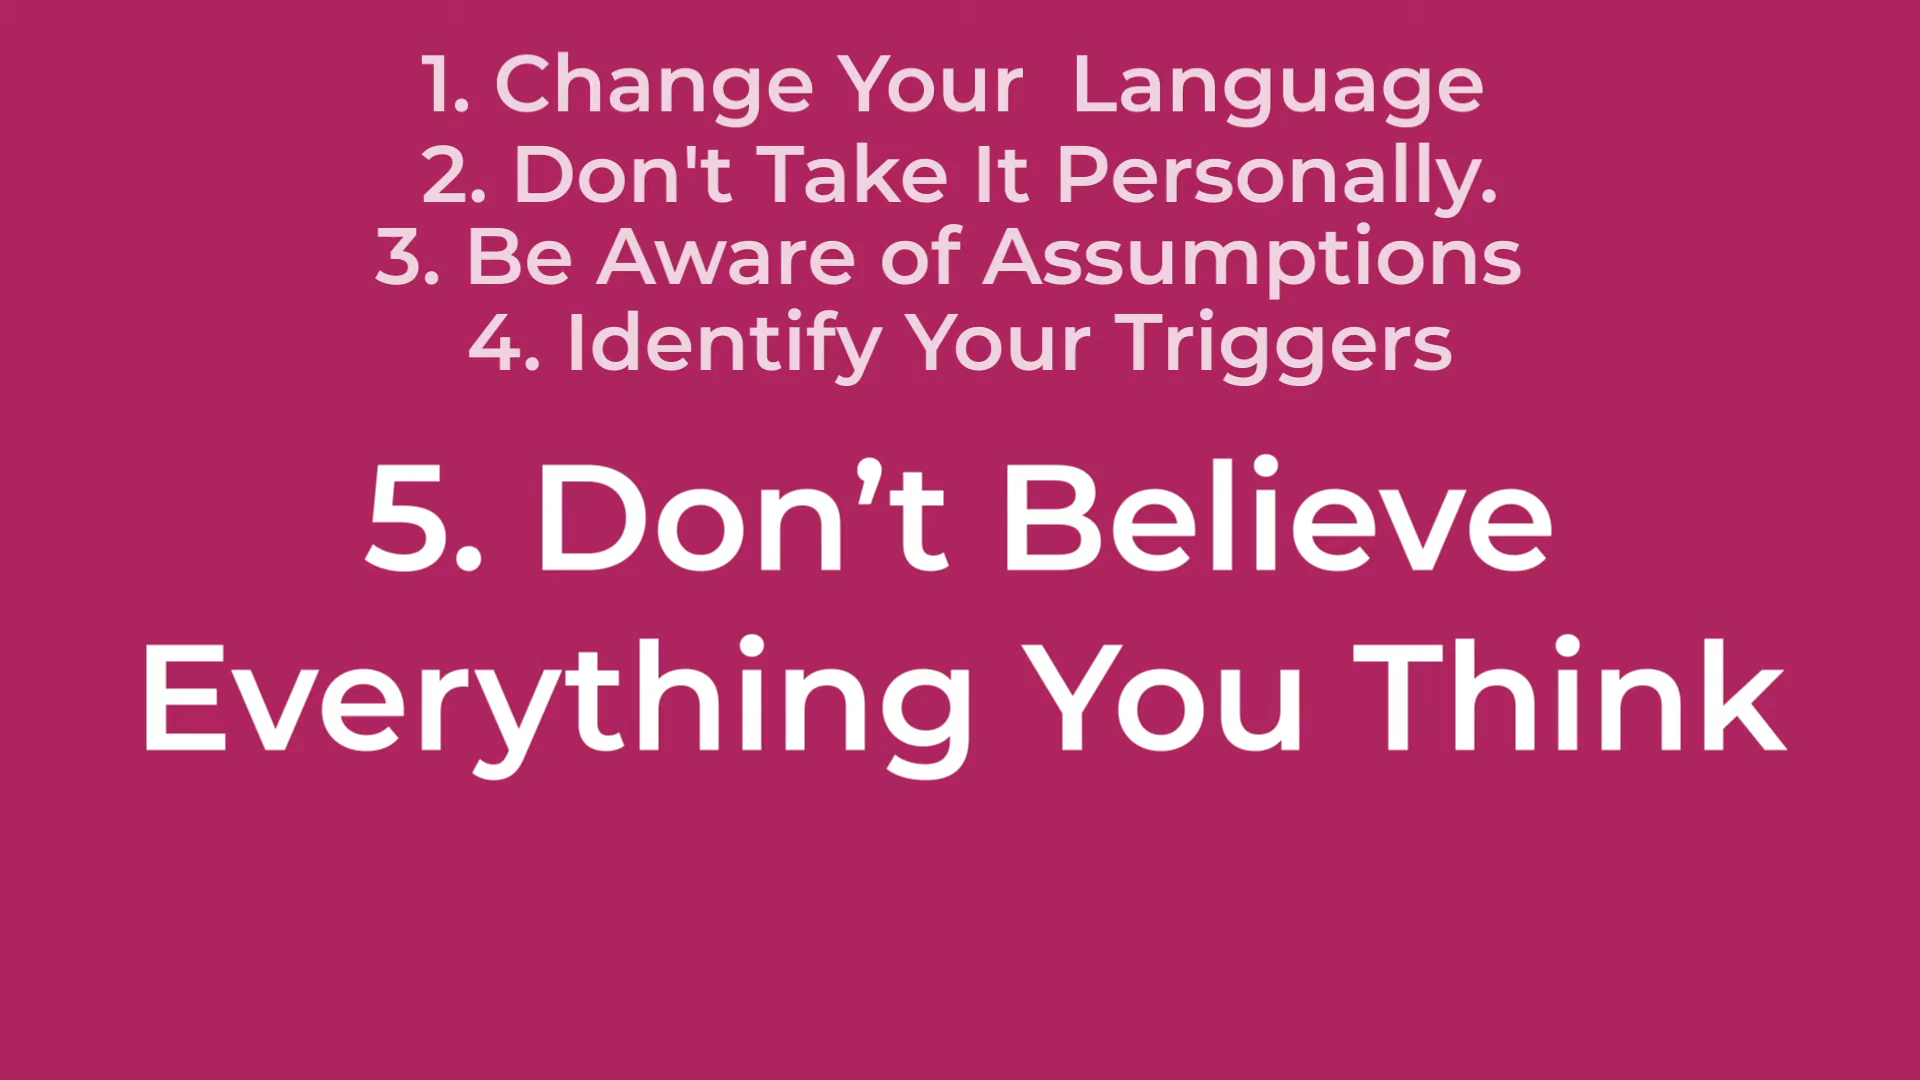 1. Change Your  Language
2. Don't Take It Personally.
3. Be Aware of Assumptions
4. Identify Your Triggers
5. Don’t Believe
Everything You Think